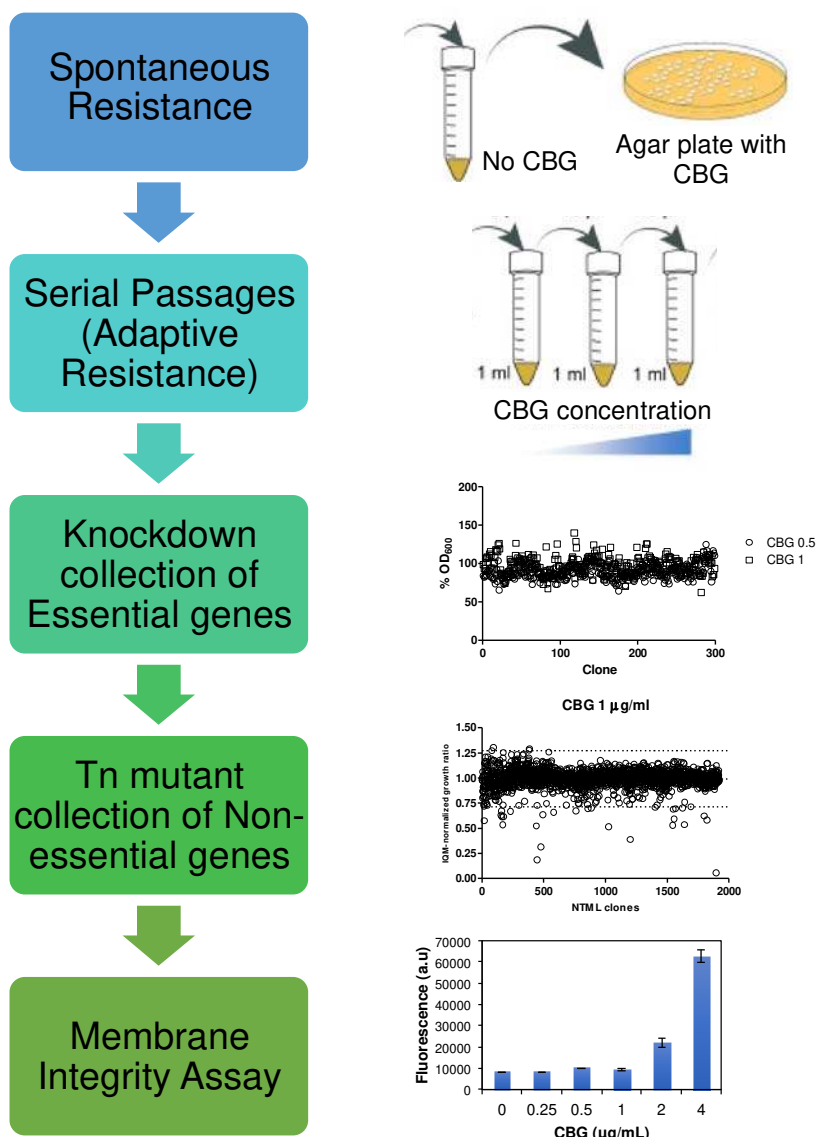 Spontaneous
Resistance
No CBG
Agar plate with
CBG
Serial Passages
(Adaptive
Resistance)
1 ml
1 ml
1 ml
CBG concentration
Knockdown
collection of
Essential genes
200
150
100
50
0
% OD600
0
100
200
300
Clone
CBG 0.5
CBG 1
Tn mutant
collection of Non-
essential genes
CBG 1 µg/ml
1.50
1.25
1.00
0.75
0.50
0.25
0.00
IQM-normalized growth ratio
0
500
1000
1500
2000
NTML clones
Membrane
Integrity Assay
70000
60000
50000
40000
30000
20000
10000
0
Fluorescence (a.u)
0
0.25
0.5
1
2
4
CBG (µg/mL)